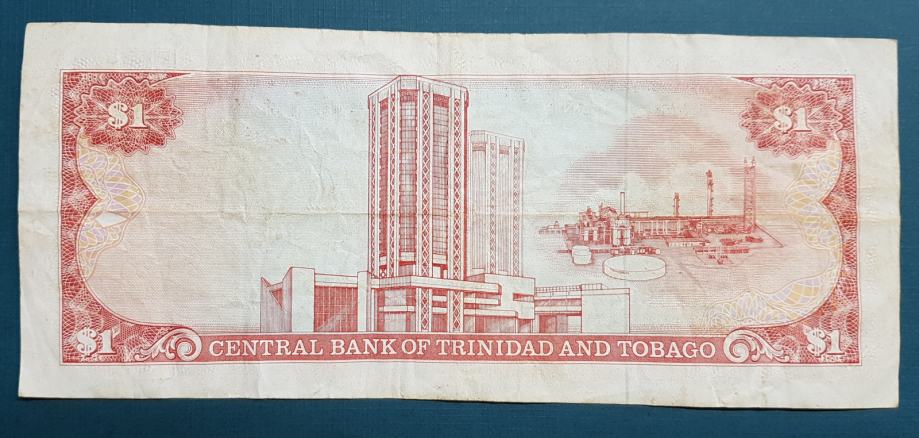 $1 $1
$1 CENTRAL BANK OF TRINIDAD AND TOBAGO $1